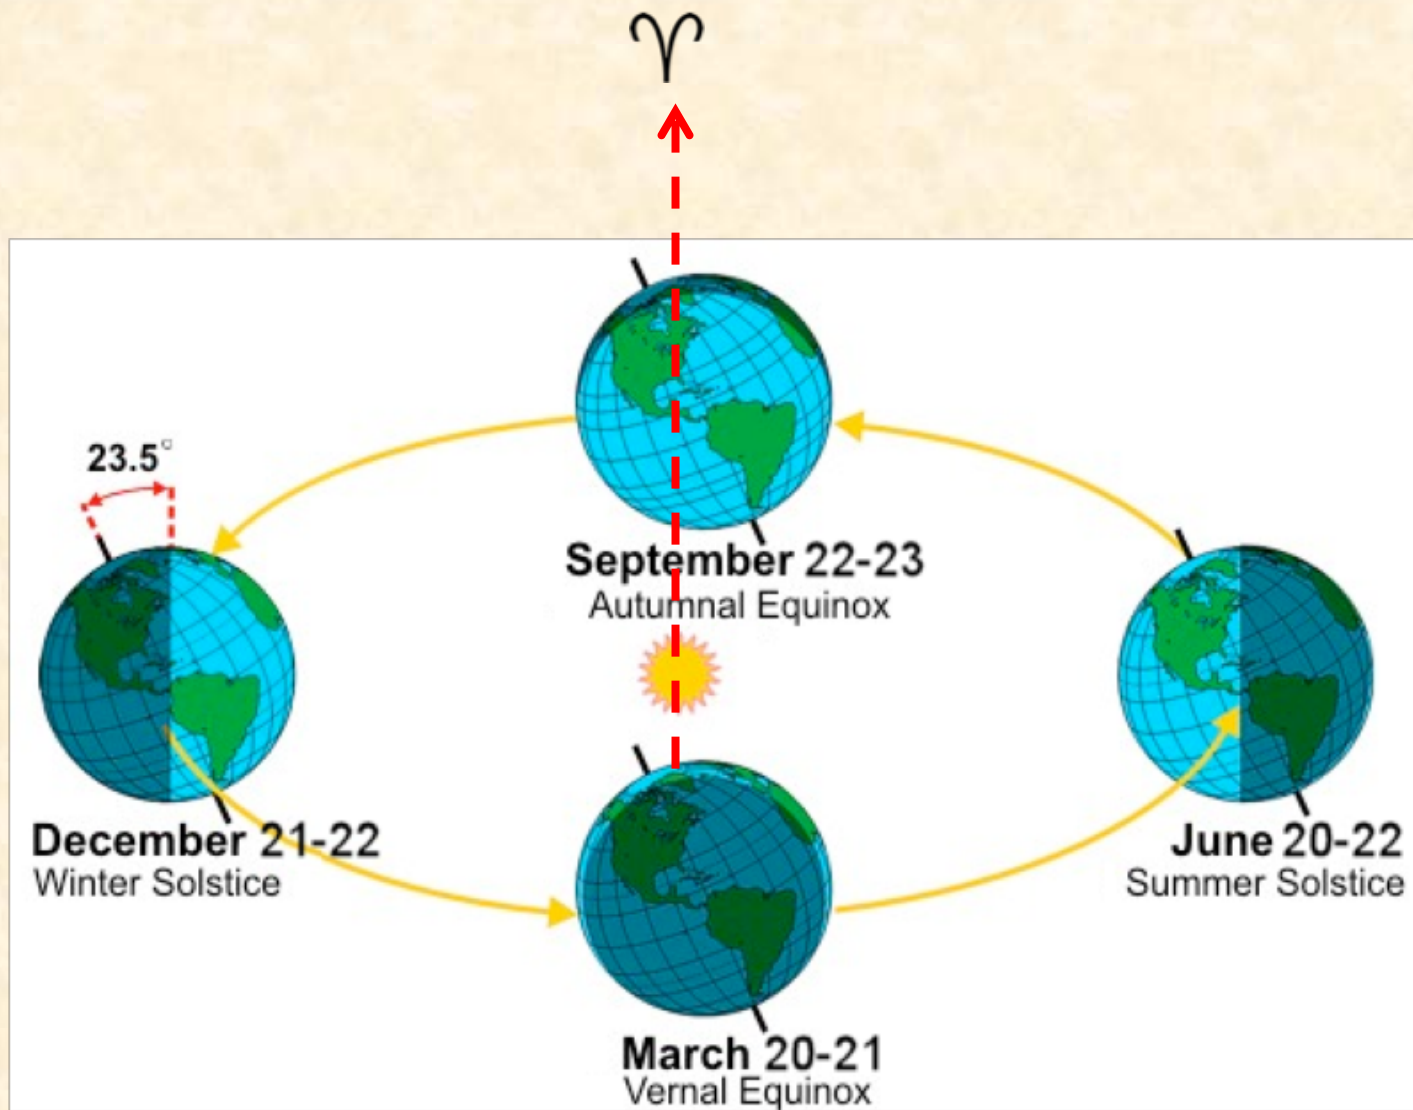 ♈
23.5°
September 22-23
Autumnal Equinox
December 21-22
Winter Solstice
June 20-22
Summer Solstice
March 20-21
Vernal Equinox